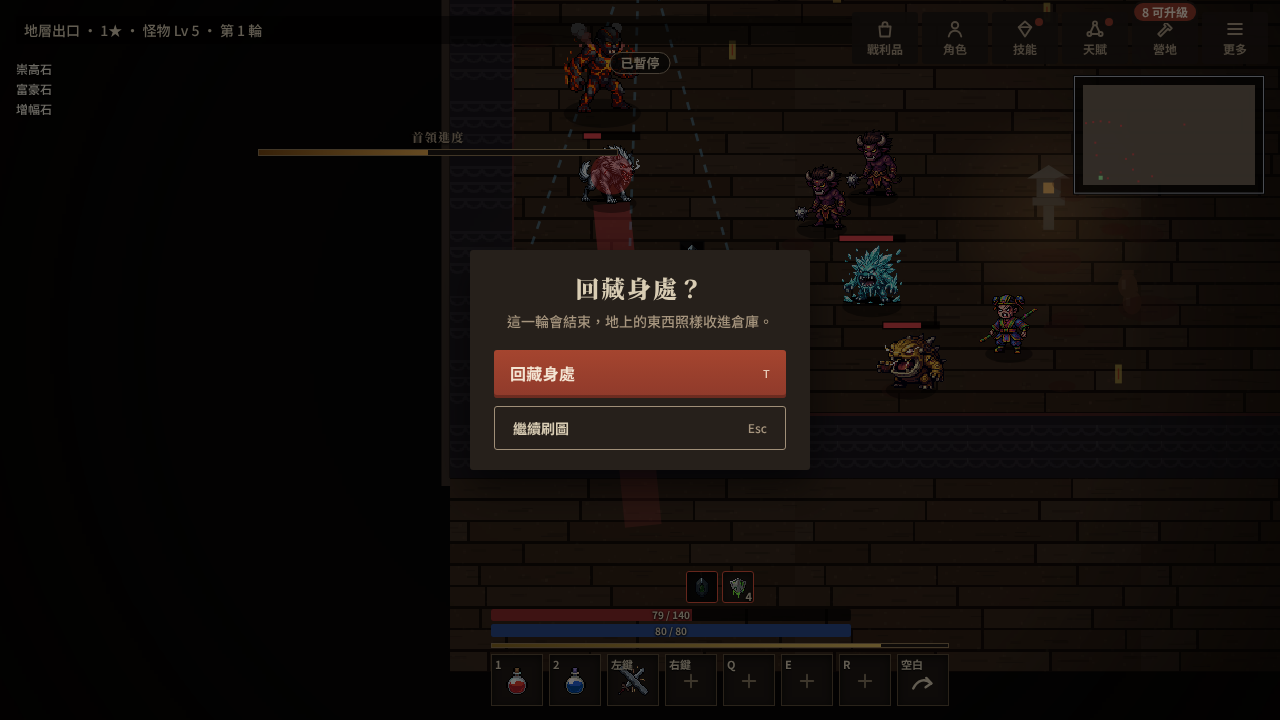 地層出口 · 1★ · 怪物 Lv 5 · 第 1 輪
8 可升級
戰利品
角色
技能
天賦
營地
更多
已暫停
崇高石
富豪石
增幅石
首領進度
回藏身處？
這一輪會結束，地上的東西照樣收進倉庫。
回藏身處 T
繼續刷圖 Esc
4
79 / 140
80 / 80
1
2
左鍵
右鍵
Q
E
R
空白